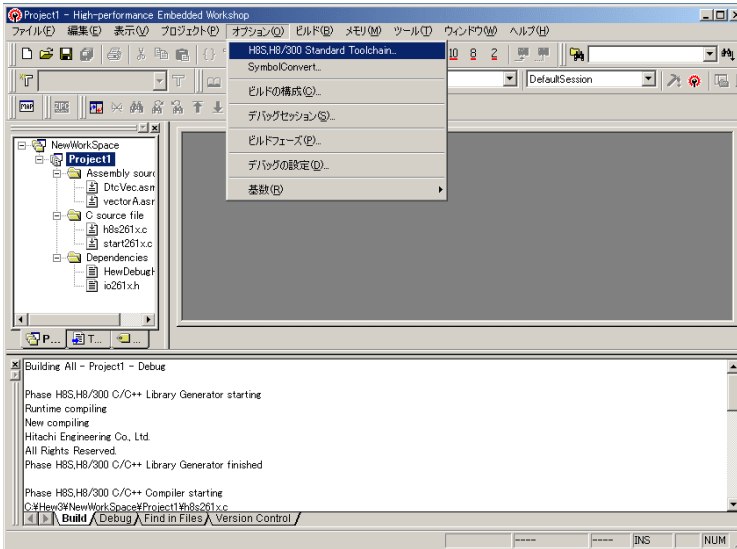 Project1 - High-performance Embedded Workshop
ファイル(F) 編集(E) 表示(V) プロジェクト(P) オプション(O) ビルド(B) メモリ(M) ツール(T) ウィンドウ(W) ヘルプ(H)
H8S,H8/300 Standard Toolchain...
SymbolConvert...
ビルドの構成(C)...
デバッグセッション(S)...
ビルドフェーズ(P)...
デバッグの設定(D)...
基数(R)
10 8 2
DefaultSession
NewWorkSpace
Project1
Assembly sourc
DtcVec.asm
vectorA.asr
C source file
h8s261x.c
start261x.c
Dependencies
HewDebugH
io261x.h
P... T... ...
Building All - Project1 - Debug
Phase H8S,H8/300 C/C++ Library Generator starting
Runtime compiling
New compiling
Hitachi Engineering Co., Ltd.
All Rights Reserved.
Phase H8S,H8/300 C/C++ Library Generator finished
Phase H8S,H8/300 C/C++ Compiler starting
C:¥Hew3¥NewWorkSpace¥Project1¥h8s261x.c
Build Debug Find in Files Version Control
---- ---- INS NUM